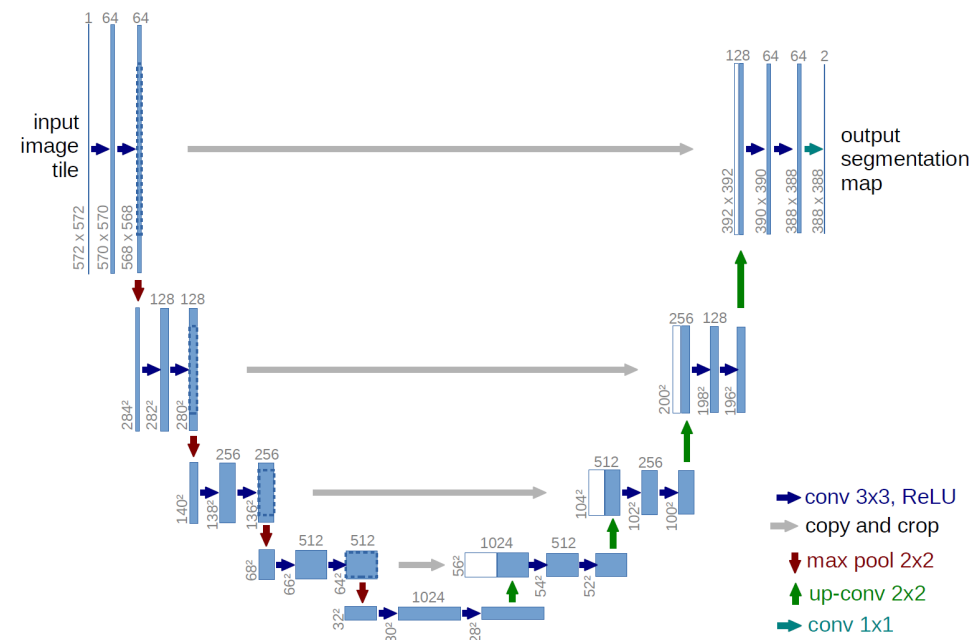 1 64 64
input
image
tile
572 x 572
570 x 570
568 x 568
128 64 64 2
output
segmentation
map
392 x 392
390 x 390
388 x 388
388 x 388
128 128
284²
282²
280²
256 128
200²
198²
196²
256 256
140²
138²
136²
512 256
104²
102²
100²
512 512
68²
66²
64²
1024 512
56²
54²
52²
1024
32²
30²
28²
conv 3x3, ReLU
copy and crop
max pool 2x2
up-conv 2x2
conv 1x1